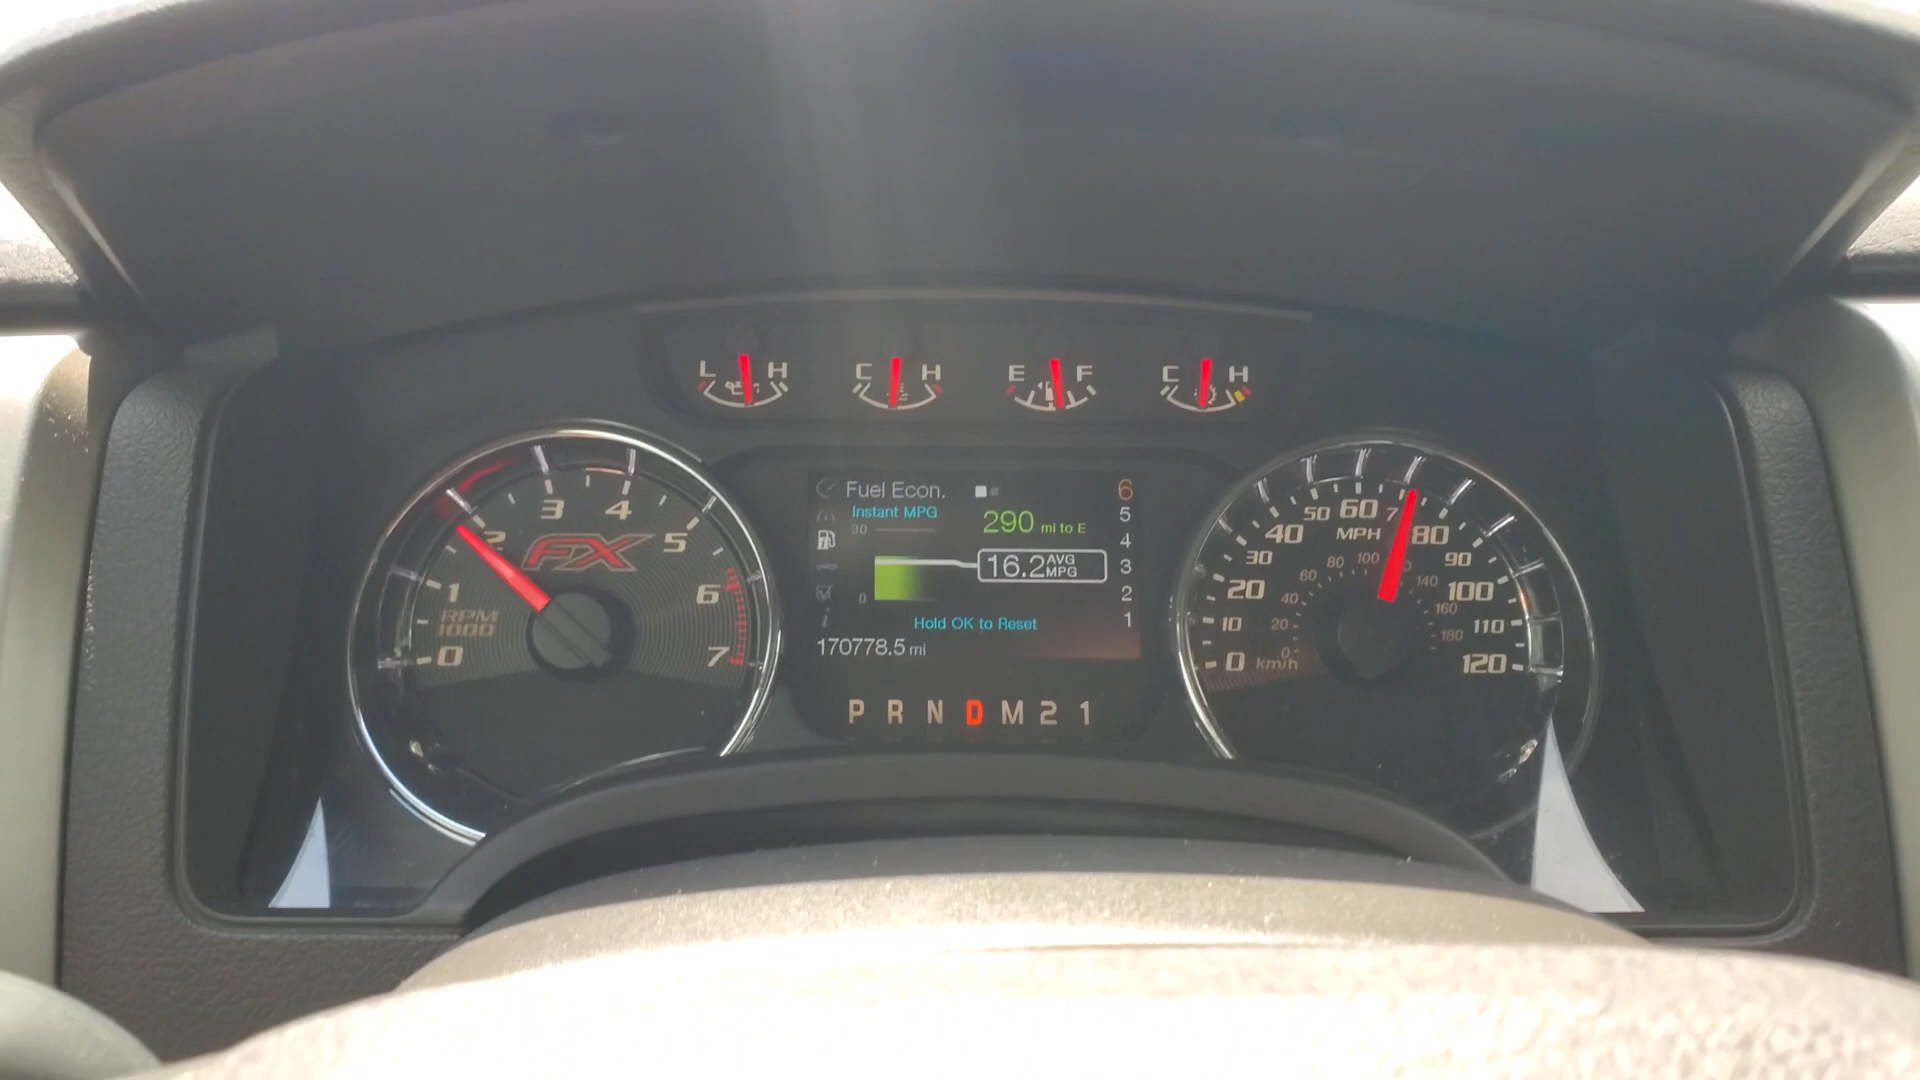 L H C H E F C H
0 1 2 3 4 5 6 7
RPM
1000
FX
Fuel Econ.
Instant MPG
30
0
290 mi to E
16.2 AVG MPG
Hold OK to Reset
170778.5 mi
6
5
4
3
2
1
P R N D M 2 1
0 10 20 30 40 50 60 7 80 90 100 110 120
MPH
0 20 40 60 80 100 140 160 180
km/h